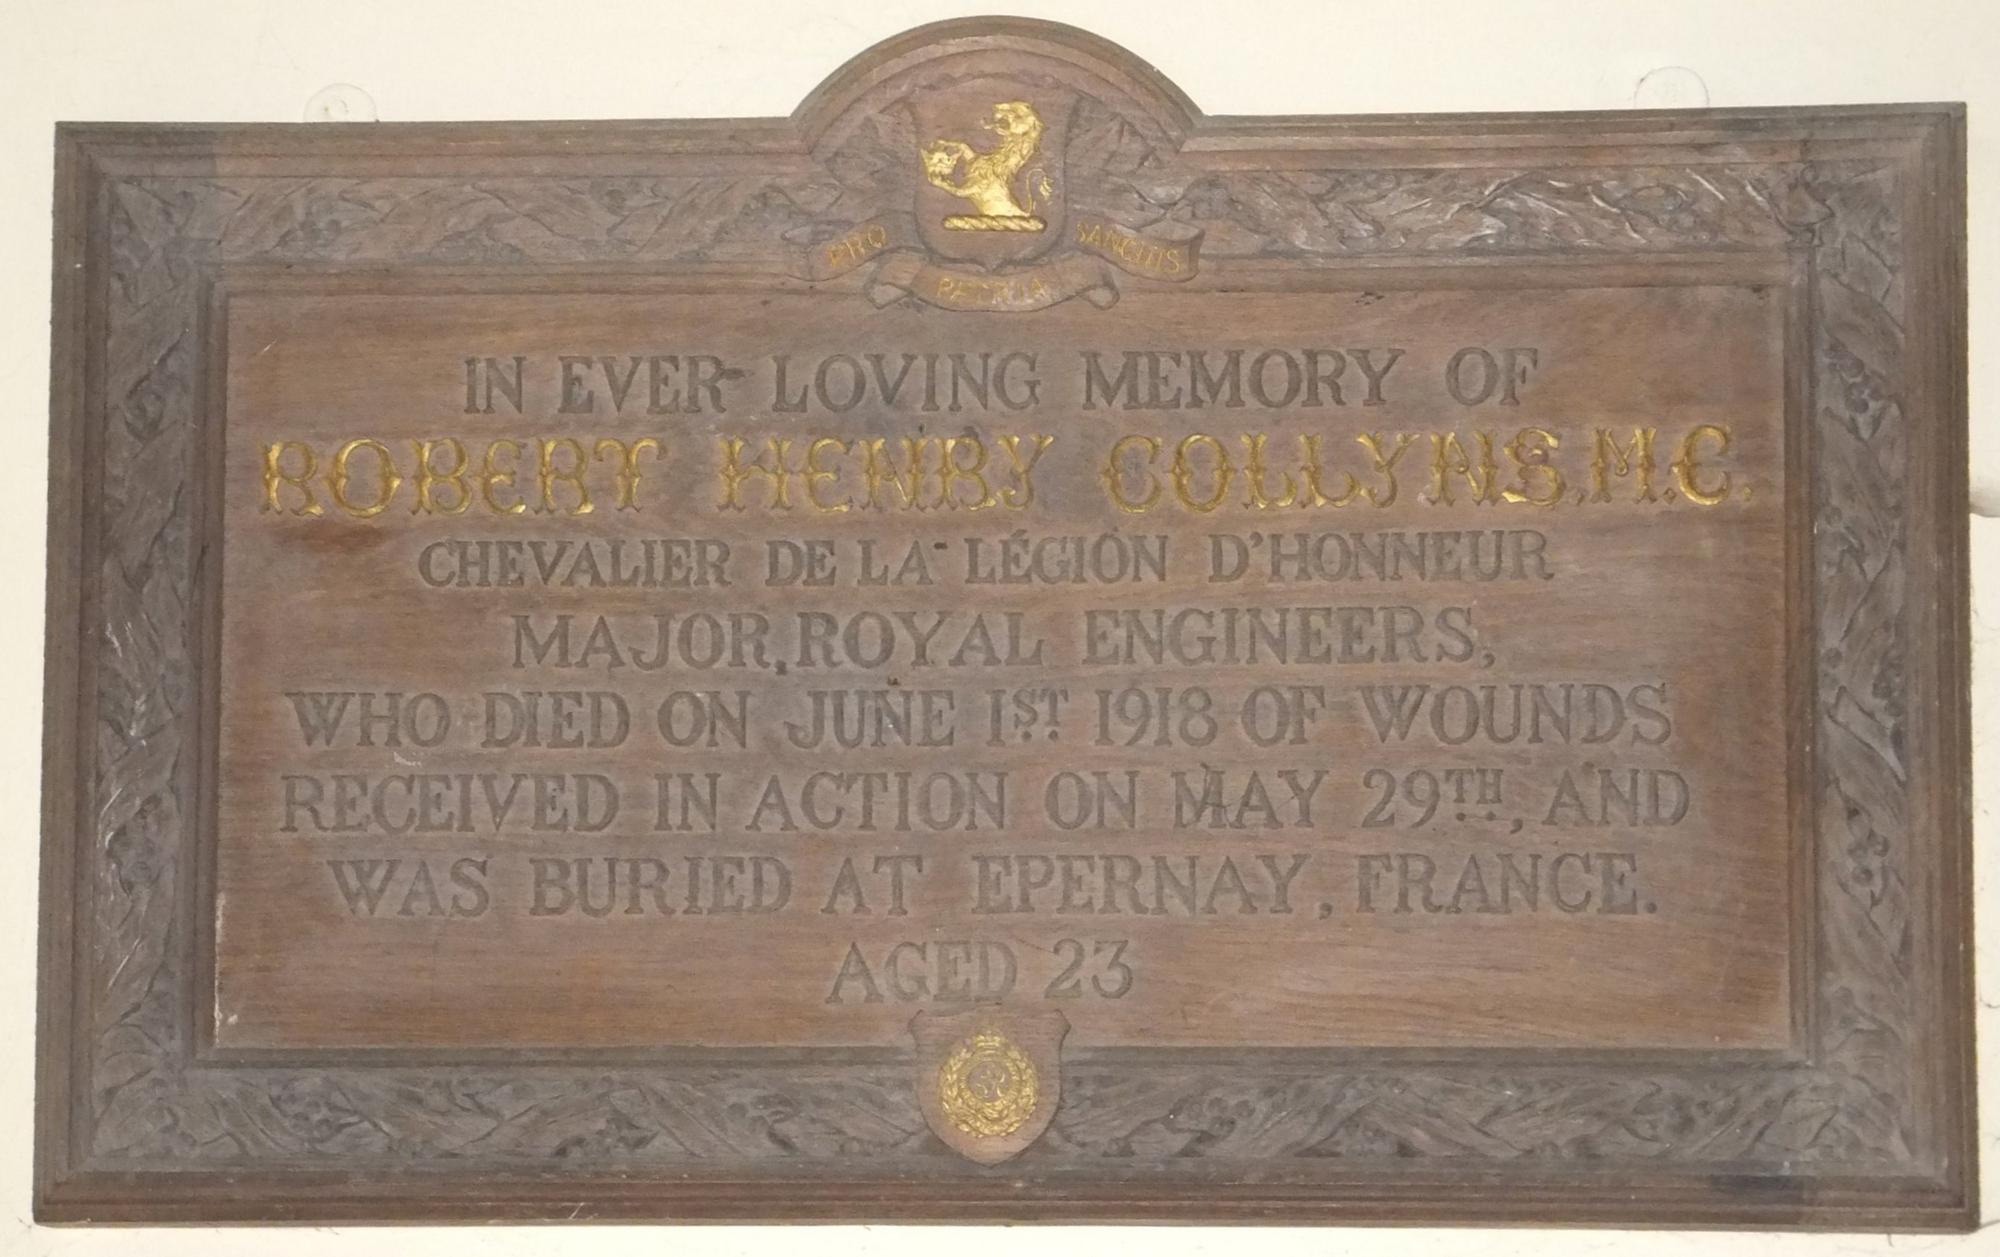 PRO PATRIA SANCTIS
IN EVER LOVING MEMORY OF
ROBERT HENRY COLLYNS, M.C.
CHEVALIER DE LA LÉGION D'HONNEUR
MAJOR, ROYAL ENGINEERS,
WHO DIED ON JUNE 1ST 1918 OF WOUNDS
RECEIVED IN ACTION ON MAY 29TH, AND
WAS BURIED AT EPERNAY, FRANCE.
AGED 23